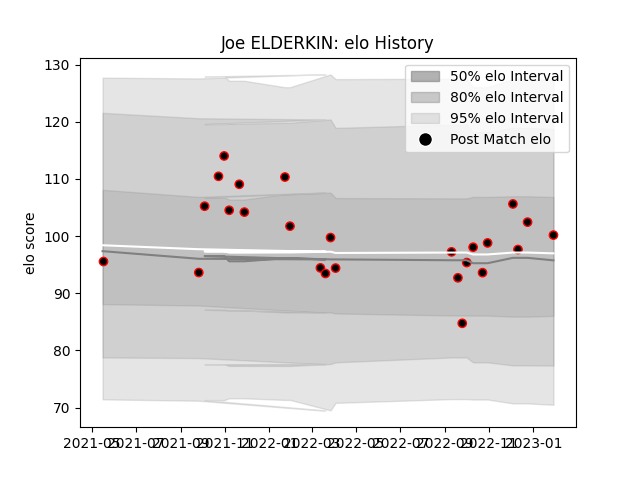 Joe ELDERKIN: elo History
130
120
110
100
90
80
70
elo score
50% elo Interval
80% elo Interval
95% elo Interval
Post Match elo
2021-05 2021-07 2021-09 2021-11 2022-01 2022-03 2022-05 2022-07 2022-09 2022-11 2023-01